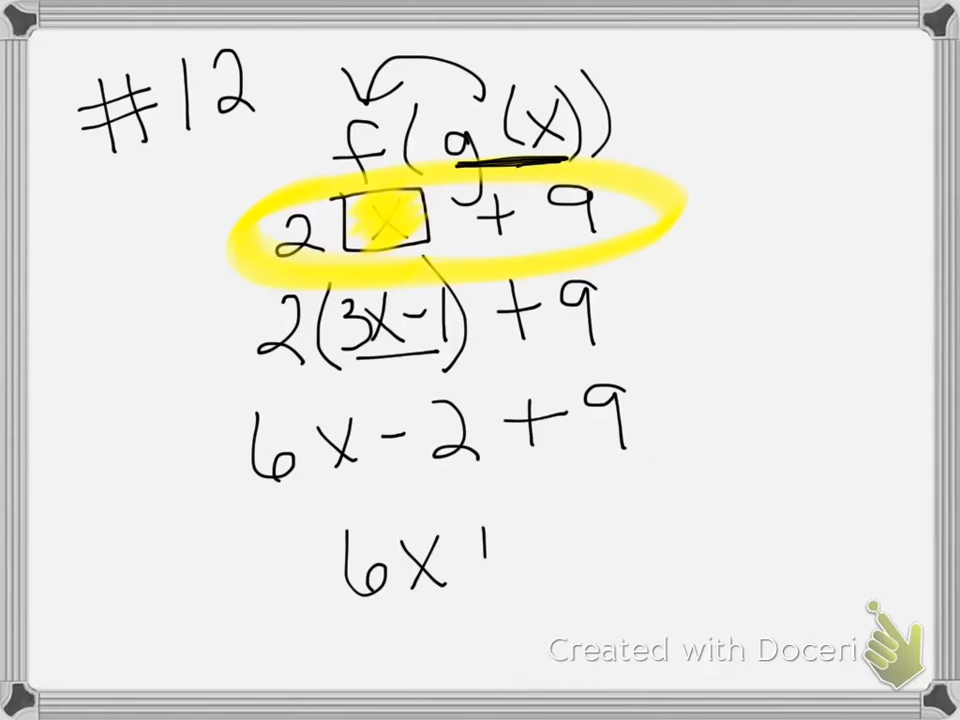 #12
f(g(x))
2 x + 9
2(3x-1) + 9
6x - 2 + 9
6x
Created with Doceri